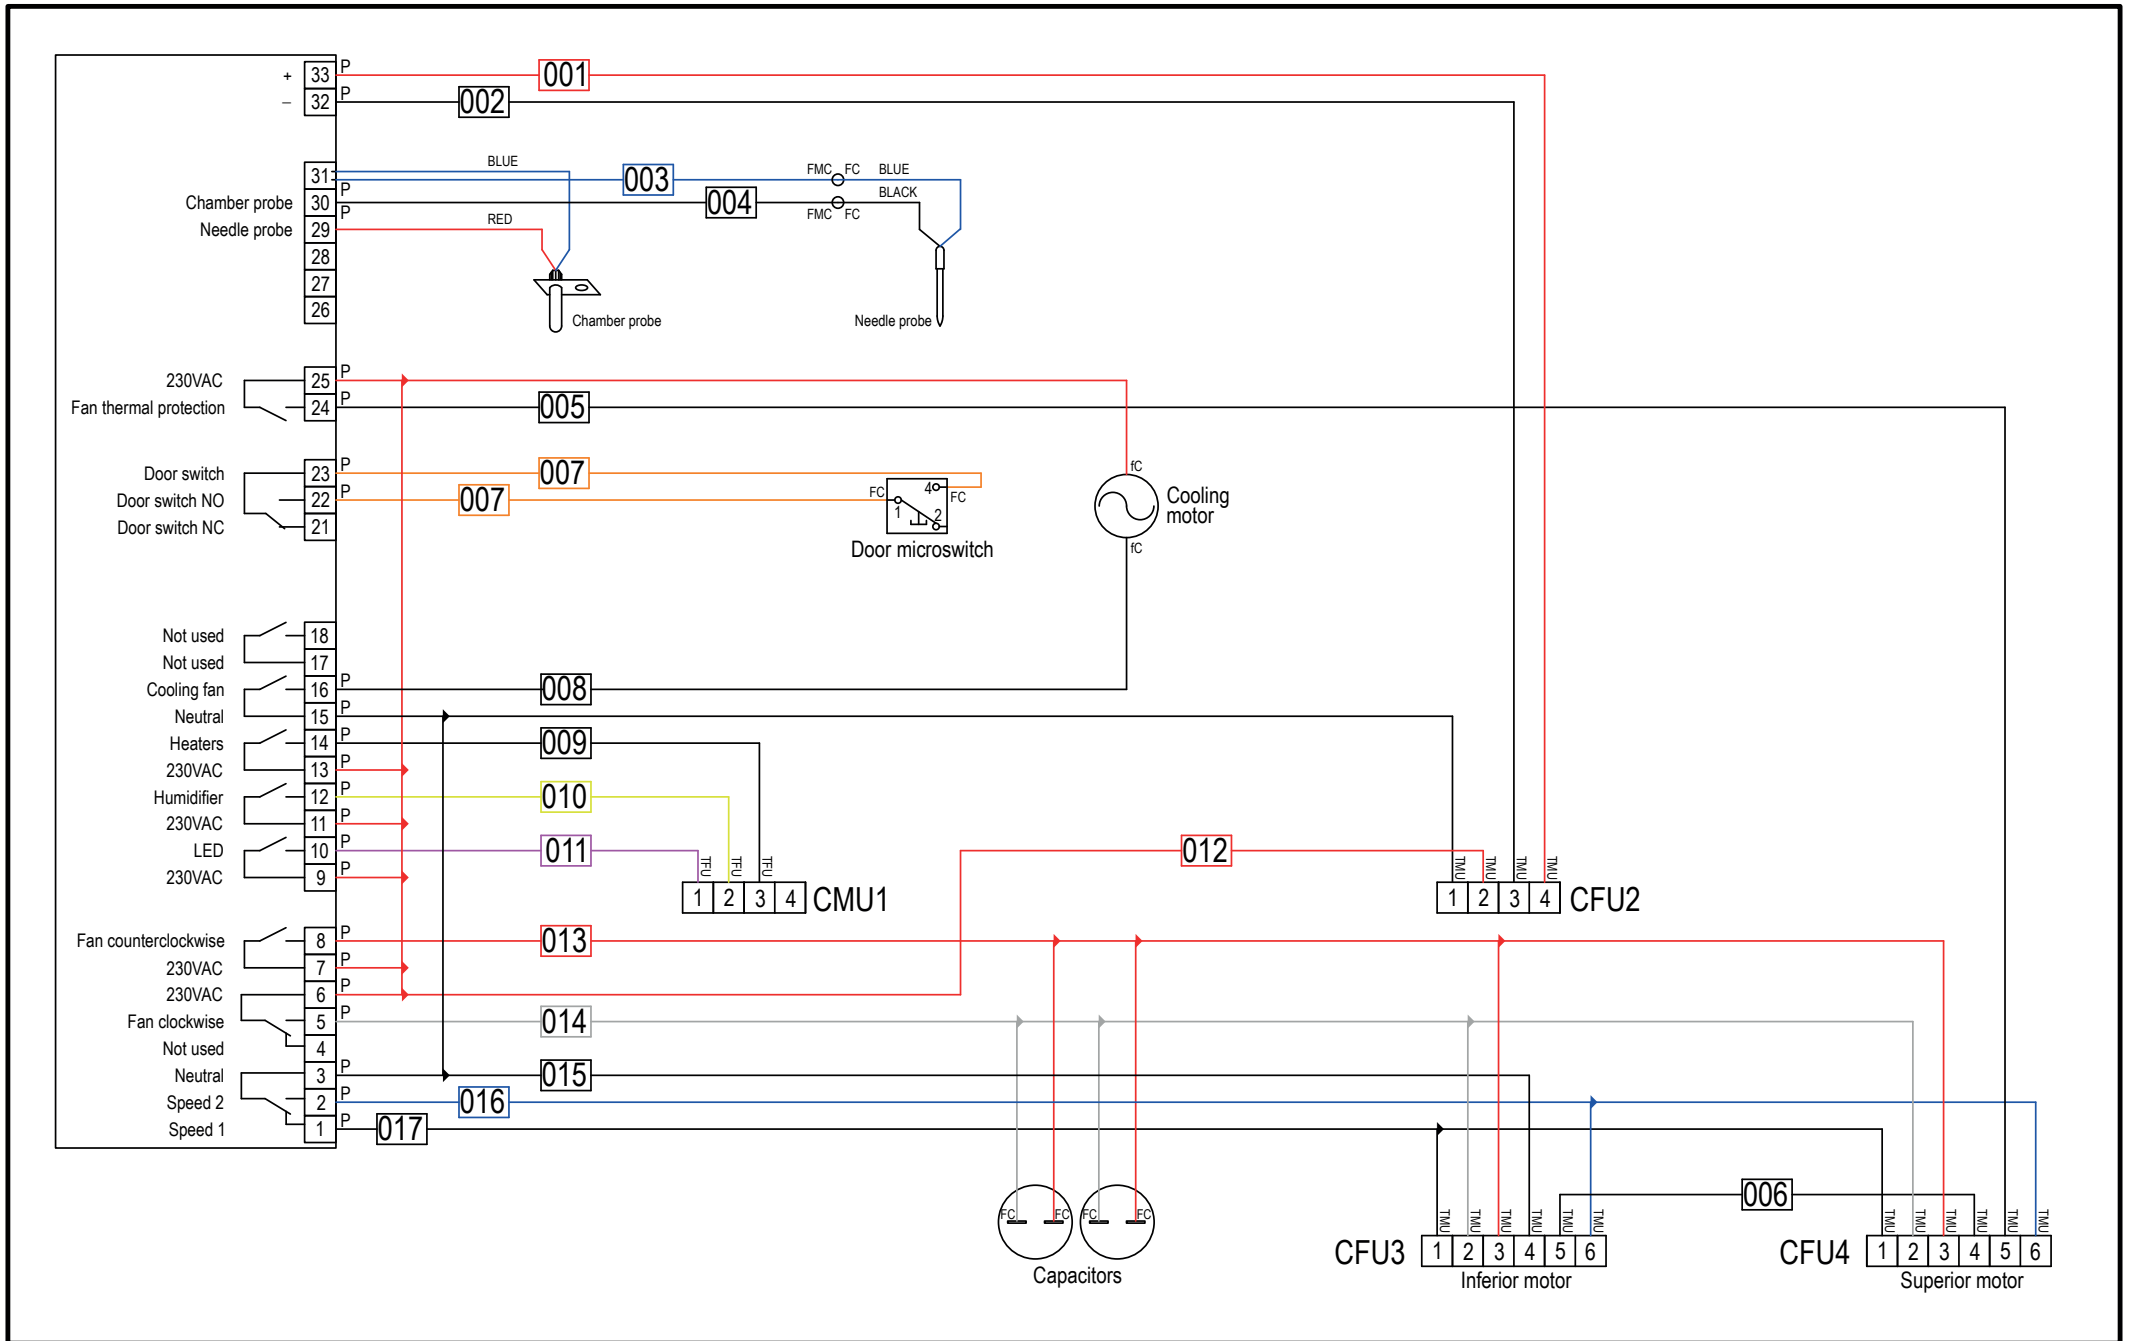 + 33 P 001
– 32 P 002
BLUE
31 003 FMC FC BLUE
P
Chamber probe 30 004 FMC FC BLACK
P
Needle probe 29 RED
28
27
26
Chamber probe
Needle probe
230VAC 25 P
Fan thermal protection 24 P 005
Door switch 23 P 007
Door switch NO 22 P 007 FC 1 4 2 FC
Door switch NC 21
Door microswitch
fC
Cooling
motor
fC
Not used 18
Not used 17
Cooling fan 16 P 008
Neutral 15 P
Heaters 14 P 009
230VAC 13 P
Humidifier 12 P 010
230VAC 11 P
LED 10 P 011 012
230VAC 9 P
TFU TFU TFU
1 2 3 4 CMU1
TMU TMU TMU TMU
1 2 3 4 CFU2
Fan counterclockwise 8 P 013
230VAC 7 P
230VAC 6 P
Fan clockwise 5 P 014
Not used 4
Neutral 3 P 015
Speed 2 2 P 016
Speed 1 1 P 017
006
FC FC FC FC
Capacitors
TMU TMU TMU TMU TMU TMU
CFU3 1 2 3 4 5 6
Inferior motor
TMU TMU TMU TMU TMU TMU
CFU4 1 2 3 4 5 6
Superior motor